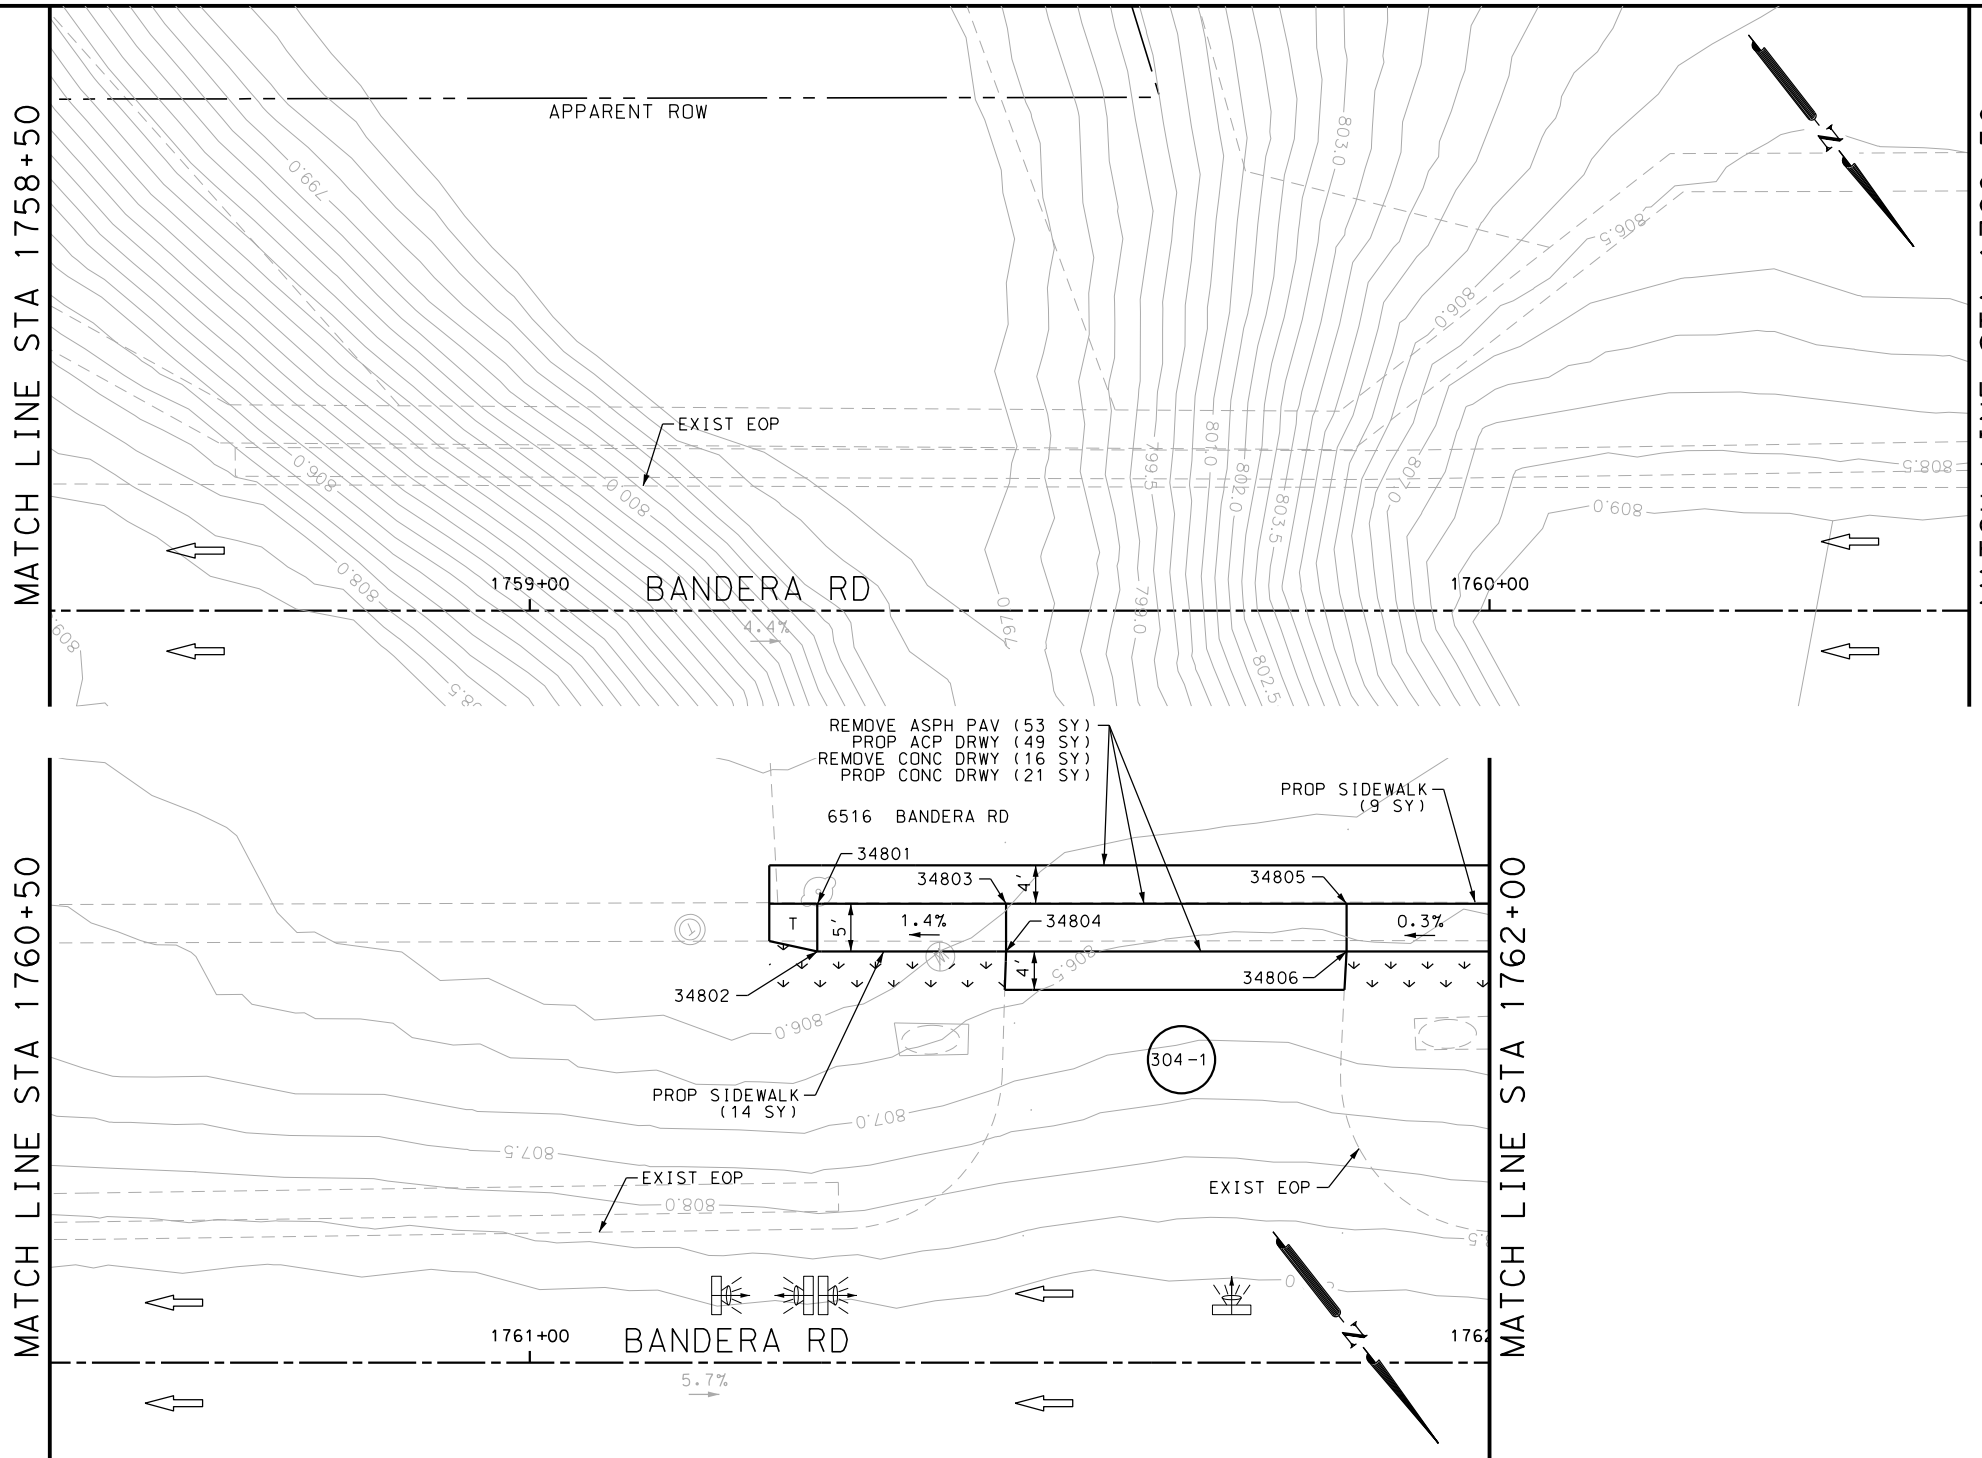 MATCH LINE STA 1758+50
APPARENT ROW
799.0
803.0
N
806.5
806.0
EXIST EOP
806.0
800.0
799.5
801.0
802.0
803.5
807.0
808.5
809.0
808.0
1759+00
BANDERA RD
1760+00
797.0
799.0
4.4%
802.5
REMOVE ASPH PAV (53 SY)
PROP ACP DRWY (49 SY)
REMOVE CONC DRWY (16 SY)
PROP CONC DRWY (21 SY)
6516 BANDERA RD
PROP SIDEWALK
(9 SY)
MATCH LINE STA 1760+50
34801
34803
4'
34805
T
5'
1.4%
34804
0.3%
MATCH LINE STA 1762+00
W
806.5
4'
34806
34802
806.0
304-1
PROP SIDEWALK
(14 SY)
807.0
807.5
EXIST EOP
808.0
EXIST EOP
1761+00
BANDERA RD
N
5.7%